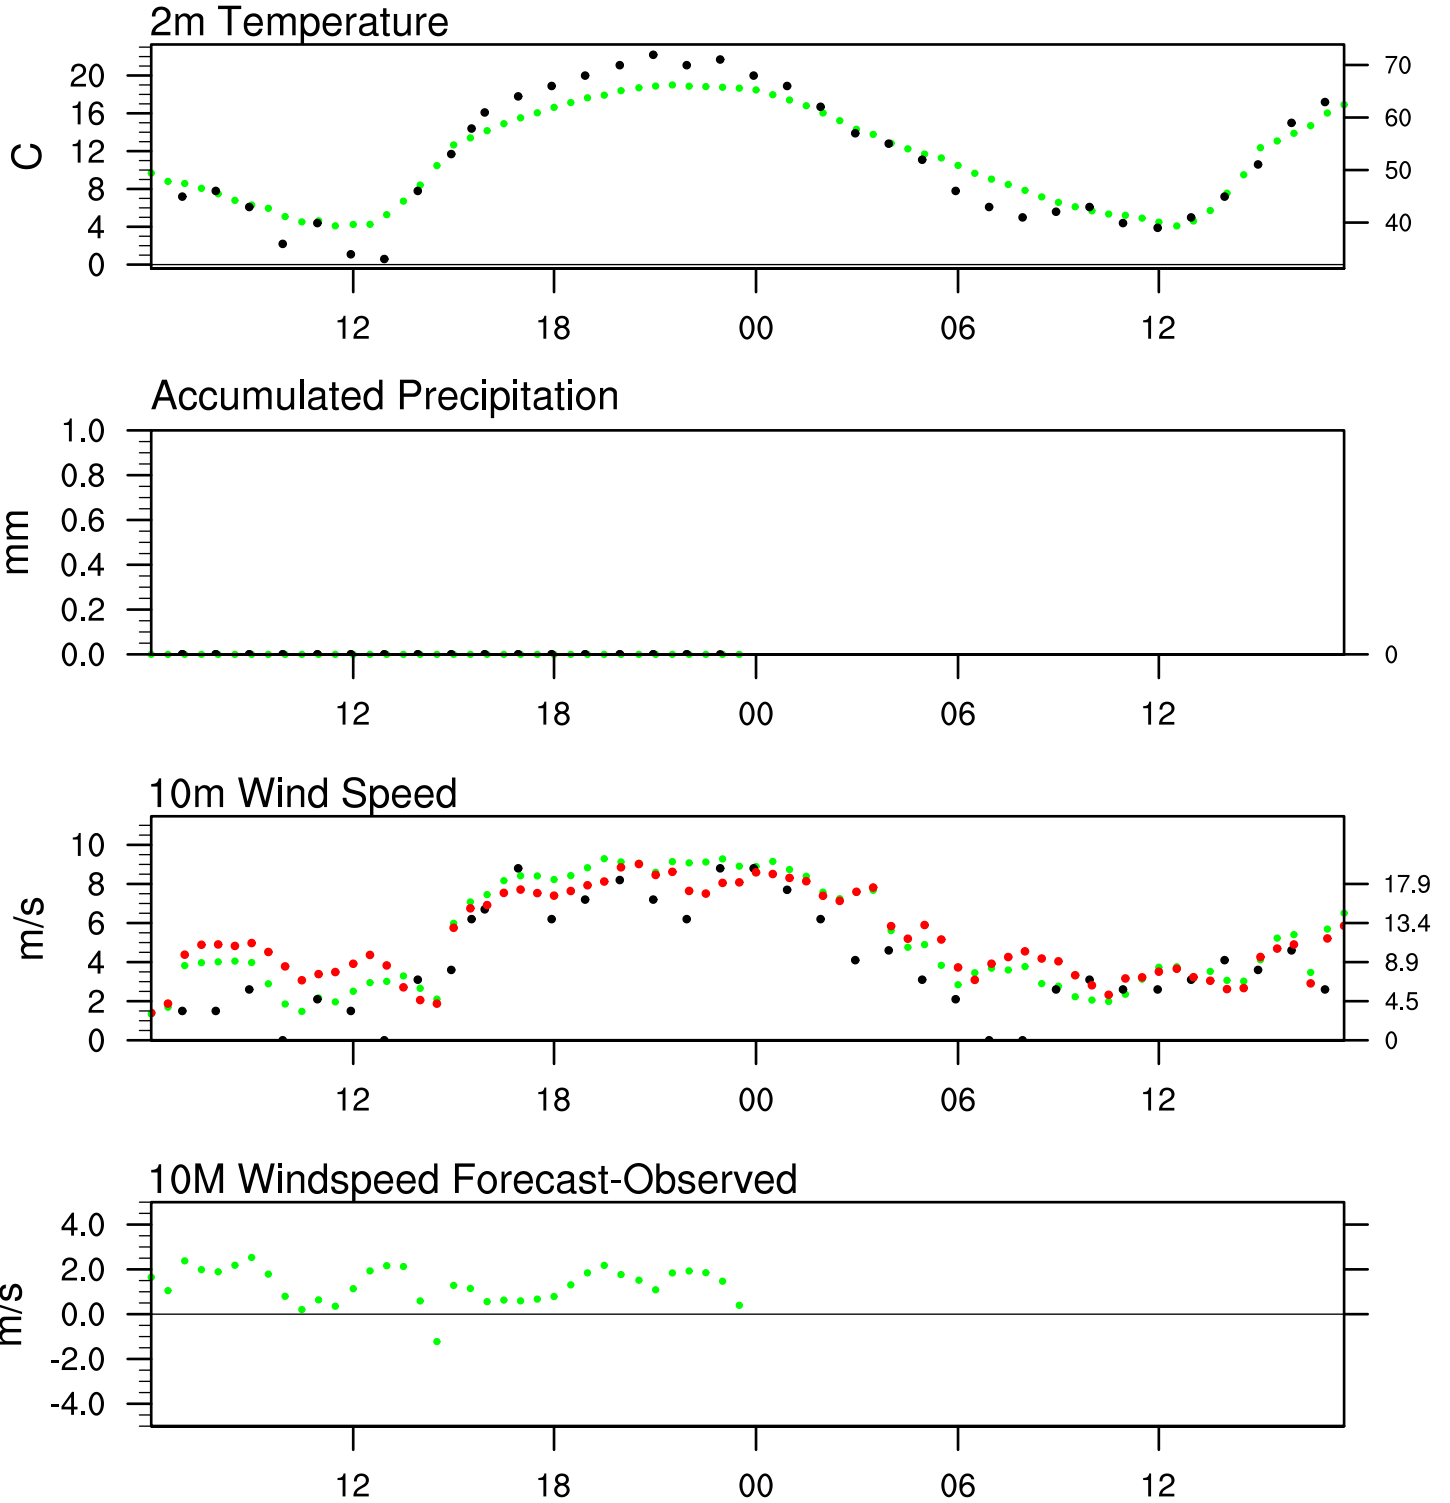 2m Temperature
20
16
12
8
4
0
C
70
60
50
40
12 18 00 06 12
Accumulated Precipitation
1.0
0.8
0.6
0.4
0.2
0.0
mm
0
12 18 00 06 12
10m Wind Speed
10
8
6
4
2
0
m/s
17.9
13.4
8.9
4.5
0
12 18 00 06 12
10M Windspeed Forecast-Observed
4.0
2.0
0.0
-2.0
-4.0
m/s
12 18 00 06 12